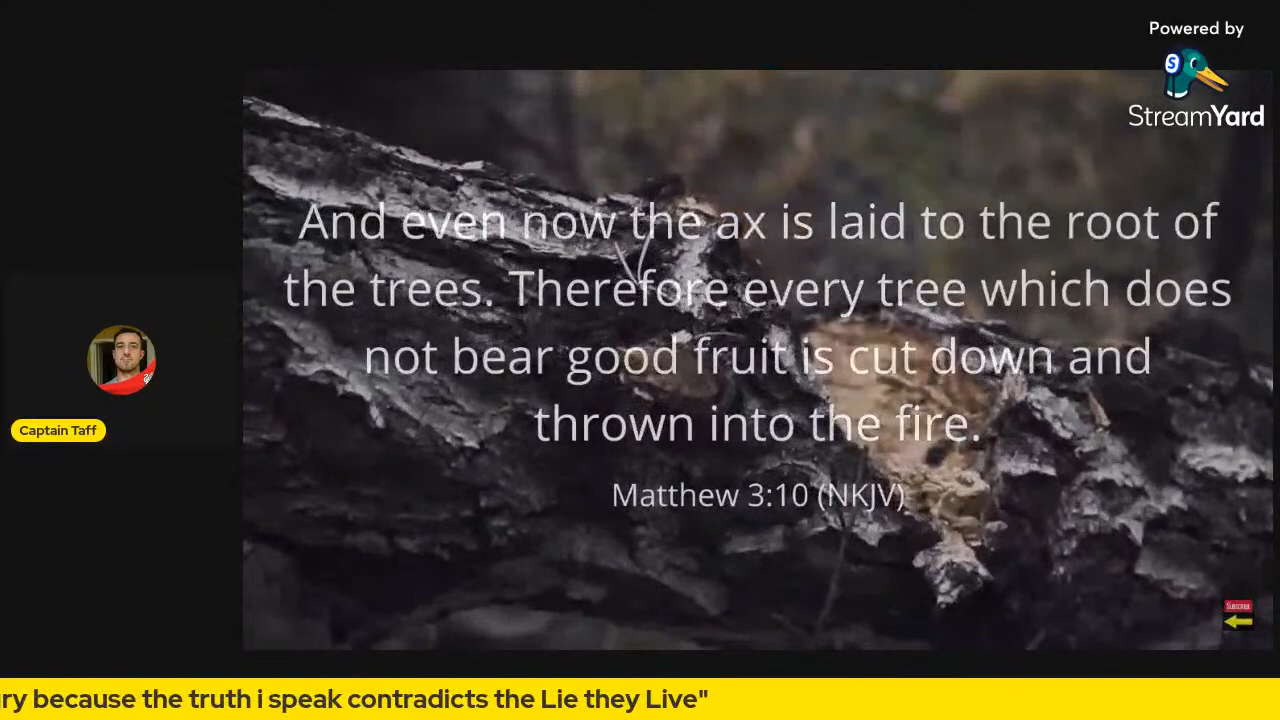 Powered by
StreamYard
And even now the ax is laid to the root of
the trees. Therefore every tree which does
not bear good fruit is cut down and
thrown into the fire.
Matthew 3:10 (NKJV)
Captain Taff
SUBSCRIBE
ry because the truth i speak contradicts the Lie they Live"